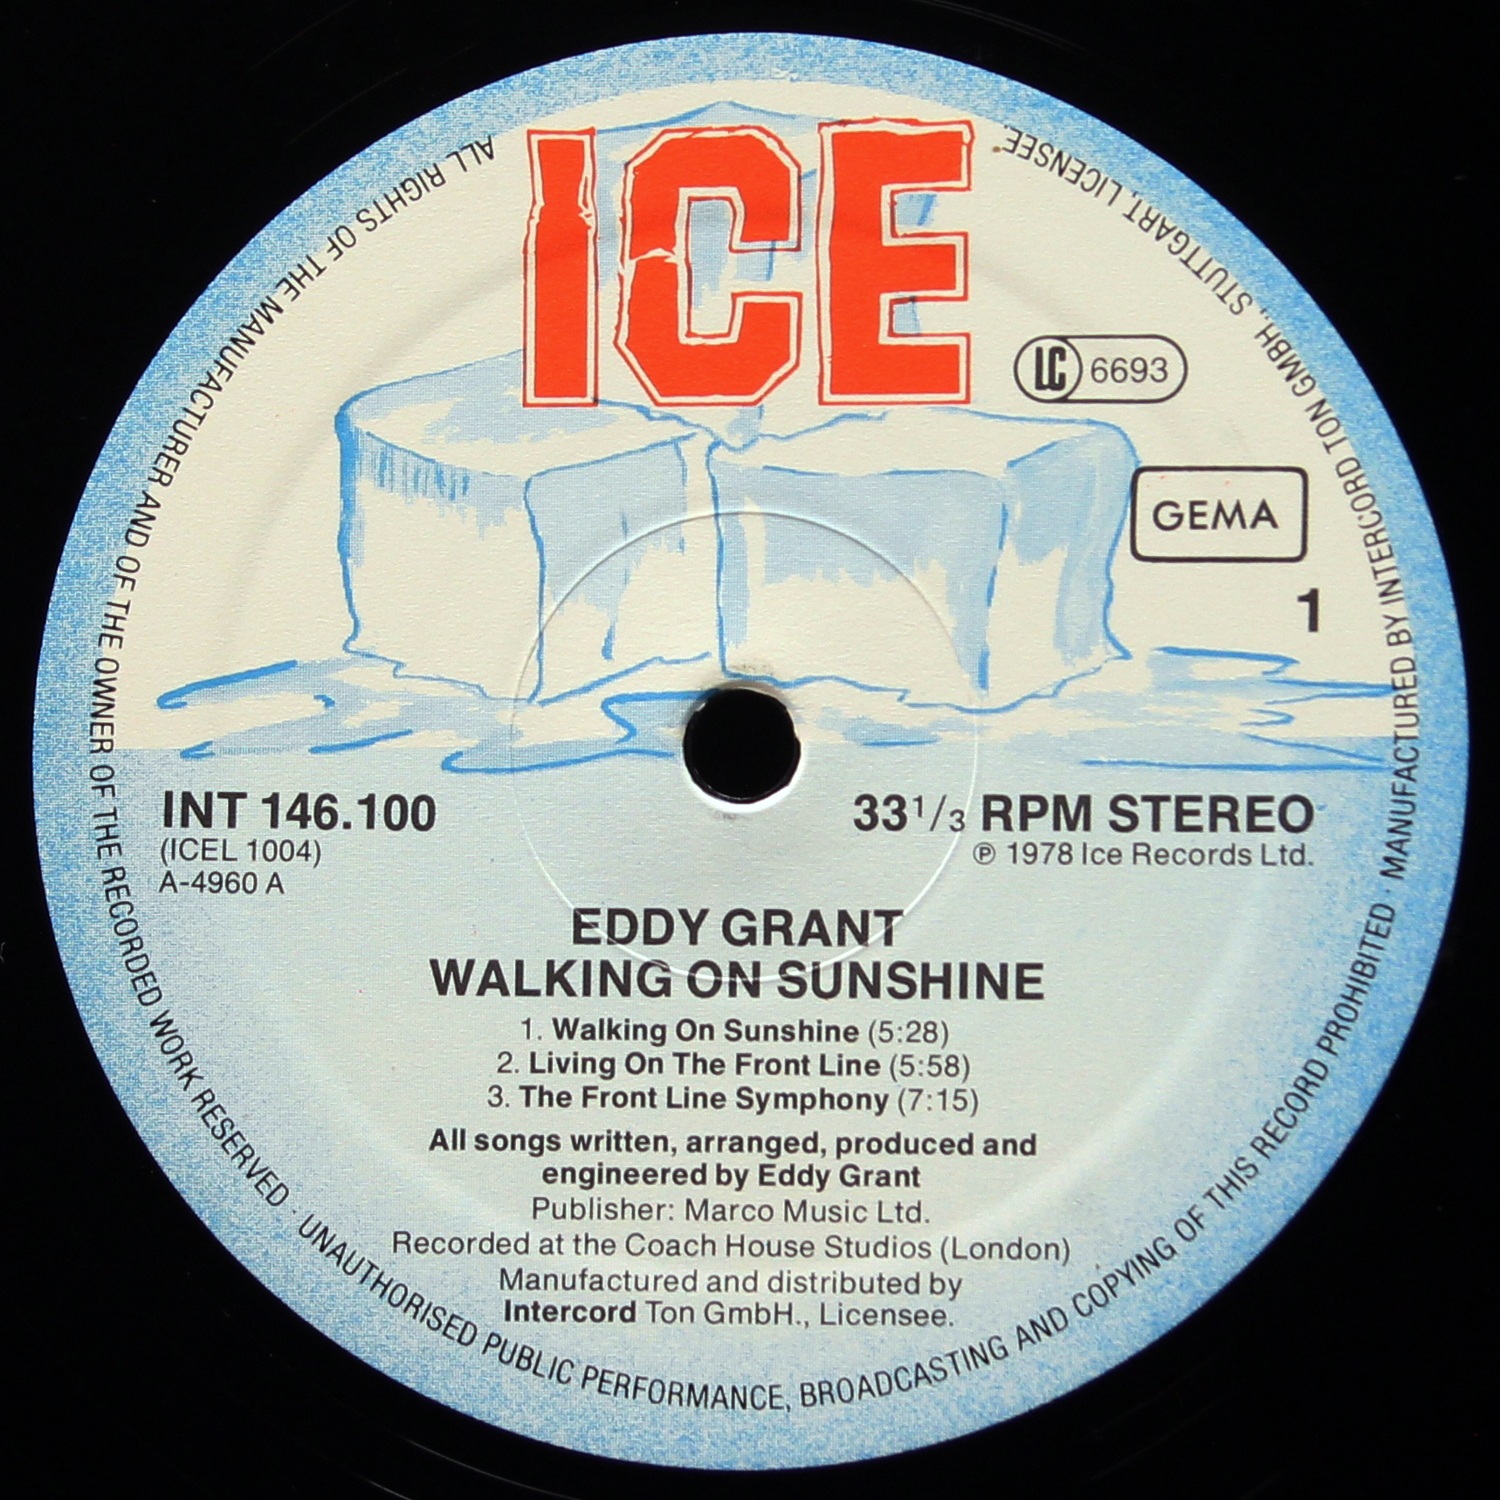 ICE
LC 6693
GEMA
1
INT 146.100
(ICEL 1004)
A-4960 A
33 1/3 RPM STEREO
℗ 1978 Ice Records Ltd.
EDDY GRANT
WALKING ON SUNSHINE
1. Walking On Sunshine (5:28)
2. Living On The Front Line (5:58)
3. The Front Line Symphony (7:15)
All songs written, arranged, produced and
engineered by Eddy Grant
Publisher: Marco Music Ltd.
Recorded at the Coach House Studios (London)
Manufactured and distributed by
Intercord Ton GmbH., Licensee.
ALL RIGHTS OF THE MANUFACTURER AND OF THE OWNER OF THE RECORDED WORK RESERVED · UNAUTHORISED PUBLIC PERFORMANCE, BROADCASTING AND COPYING OF THIS RECORD PROHIBITED · MANUFACTURED BY INTERCORD TON GMBH., STUTTGART, LICENSEE.